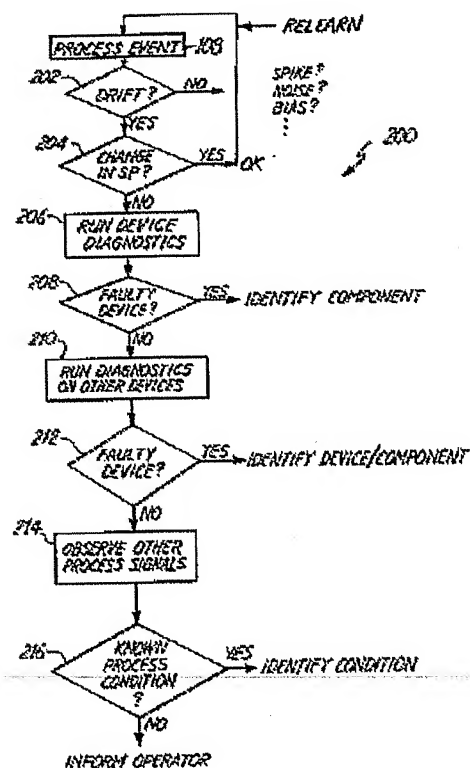 RELEARN
PROCESS EVENT
202
DRIFT?
NO
SPIKE?
NOISE?
BIAS?
YES
204
CHANGE
IN SP?
YES
OK
200
NO
206
RUN DEVICE
DIAGNOSTICS
208
FAULTY
DEVICE?
YES
IDENTIFY COMPONENT
NO
210
RUN DIAGNOSTICS
ON OTHER DEVICES
212
FAULTY
DEVICE?
YES
IDENTIFY DEVICE/COMPONENT
NO
214
OBSERVE OTHER
PROCESS SIGNALS
216
KNOWN
PROCESS
CONDITION
?
YES
IDENTIFY CONDITION
NO
INFORM OPERATOR